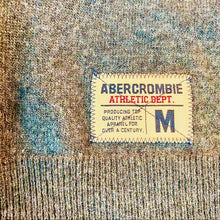 ABERCROMBIE
ATHLETIC DEPT.
PRODUCING TOP
QUALITY ATHLETIC
APPAREL FOR
OVER A CENTURY.
M